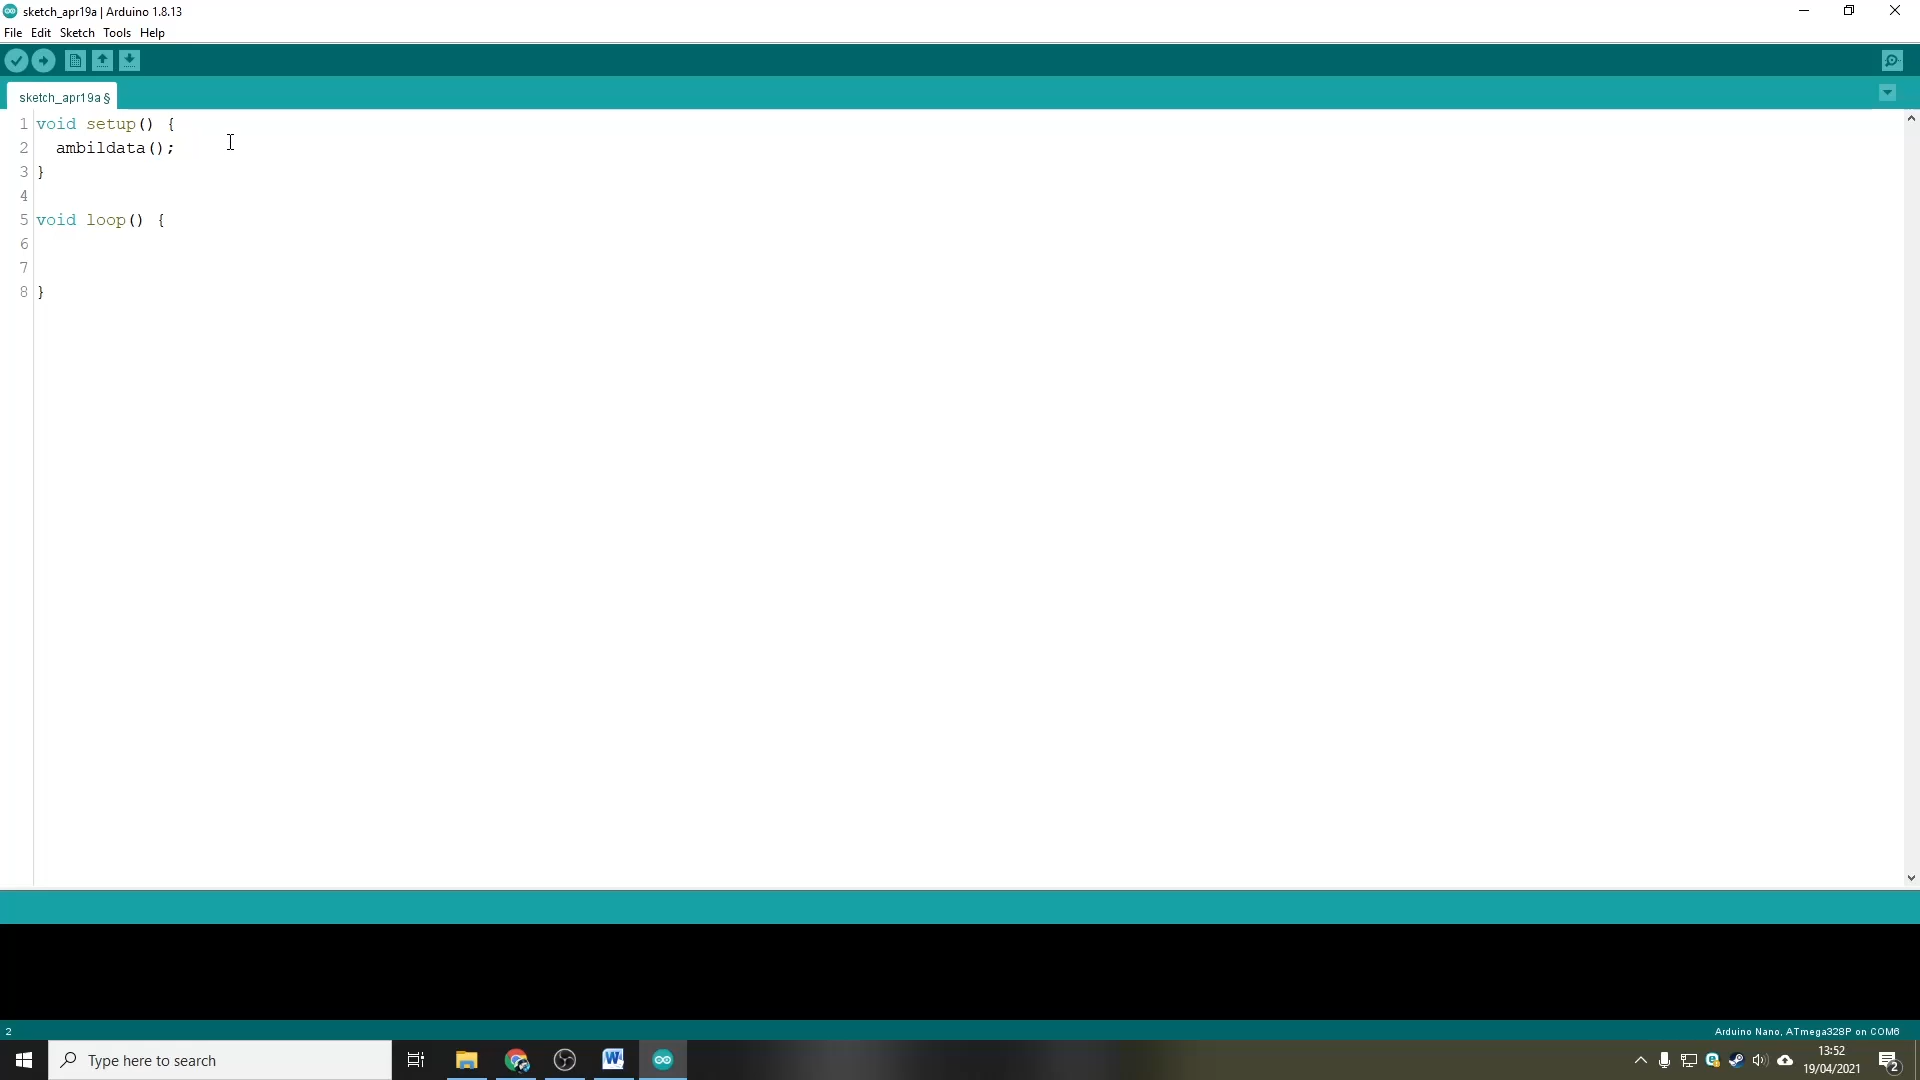 sketch_apr19a | Arduino 1.8.13
File Edit Sketch Tools Help
sketch_apr19a §
1 void setup() {
2   ambildata();
3 }
4
5 void loop() {
6
7
8 }
2
Arduino Nano, ATmega328P on COM6
Type here to search
13:52
19/04/2021
2